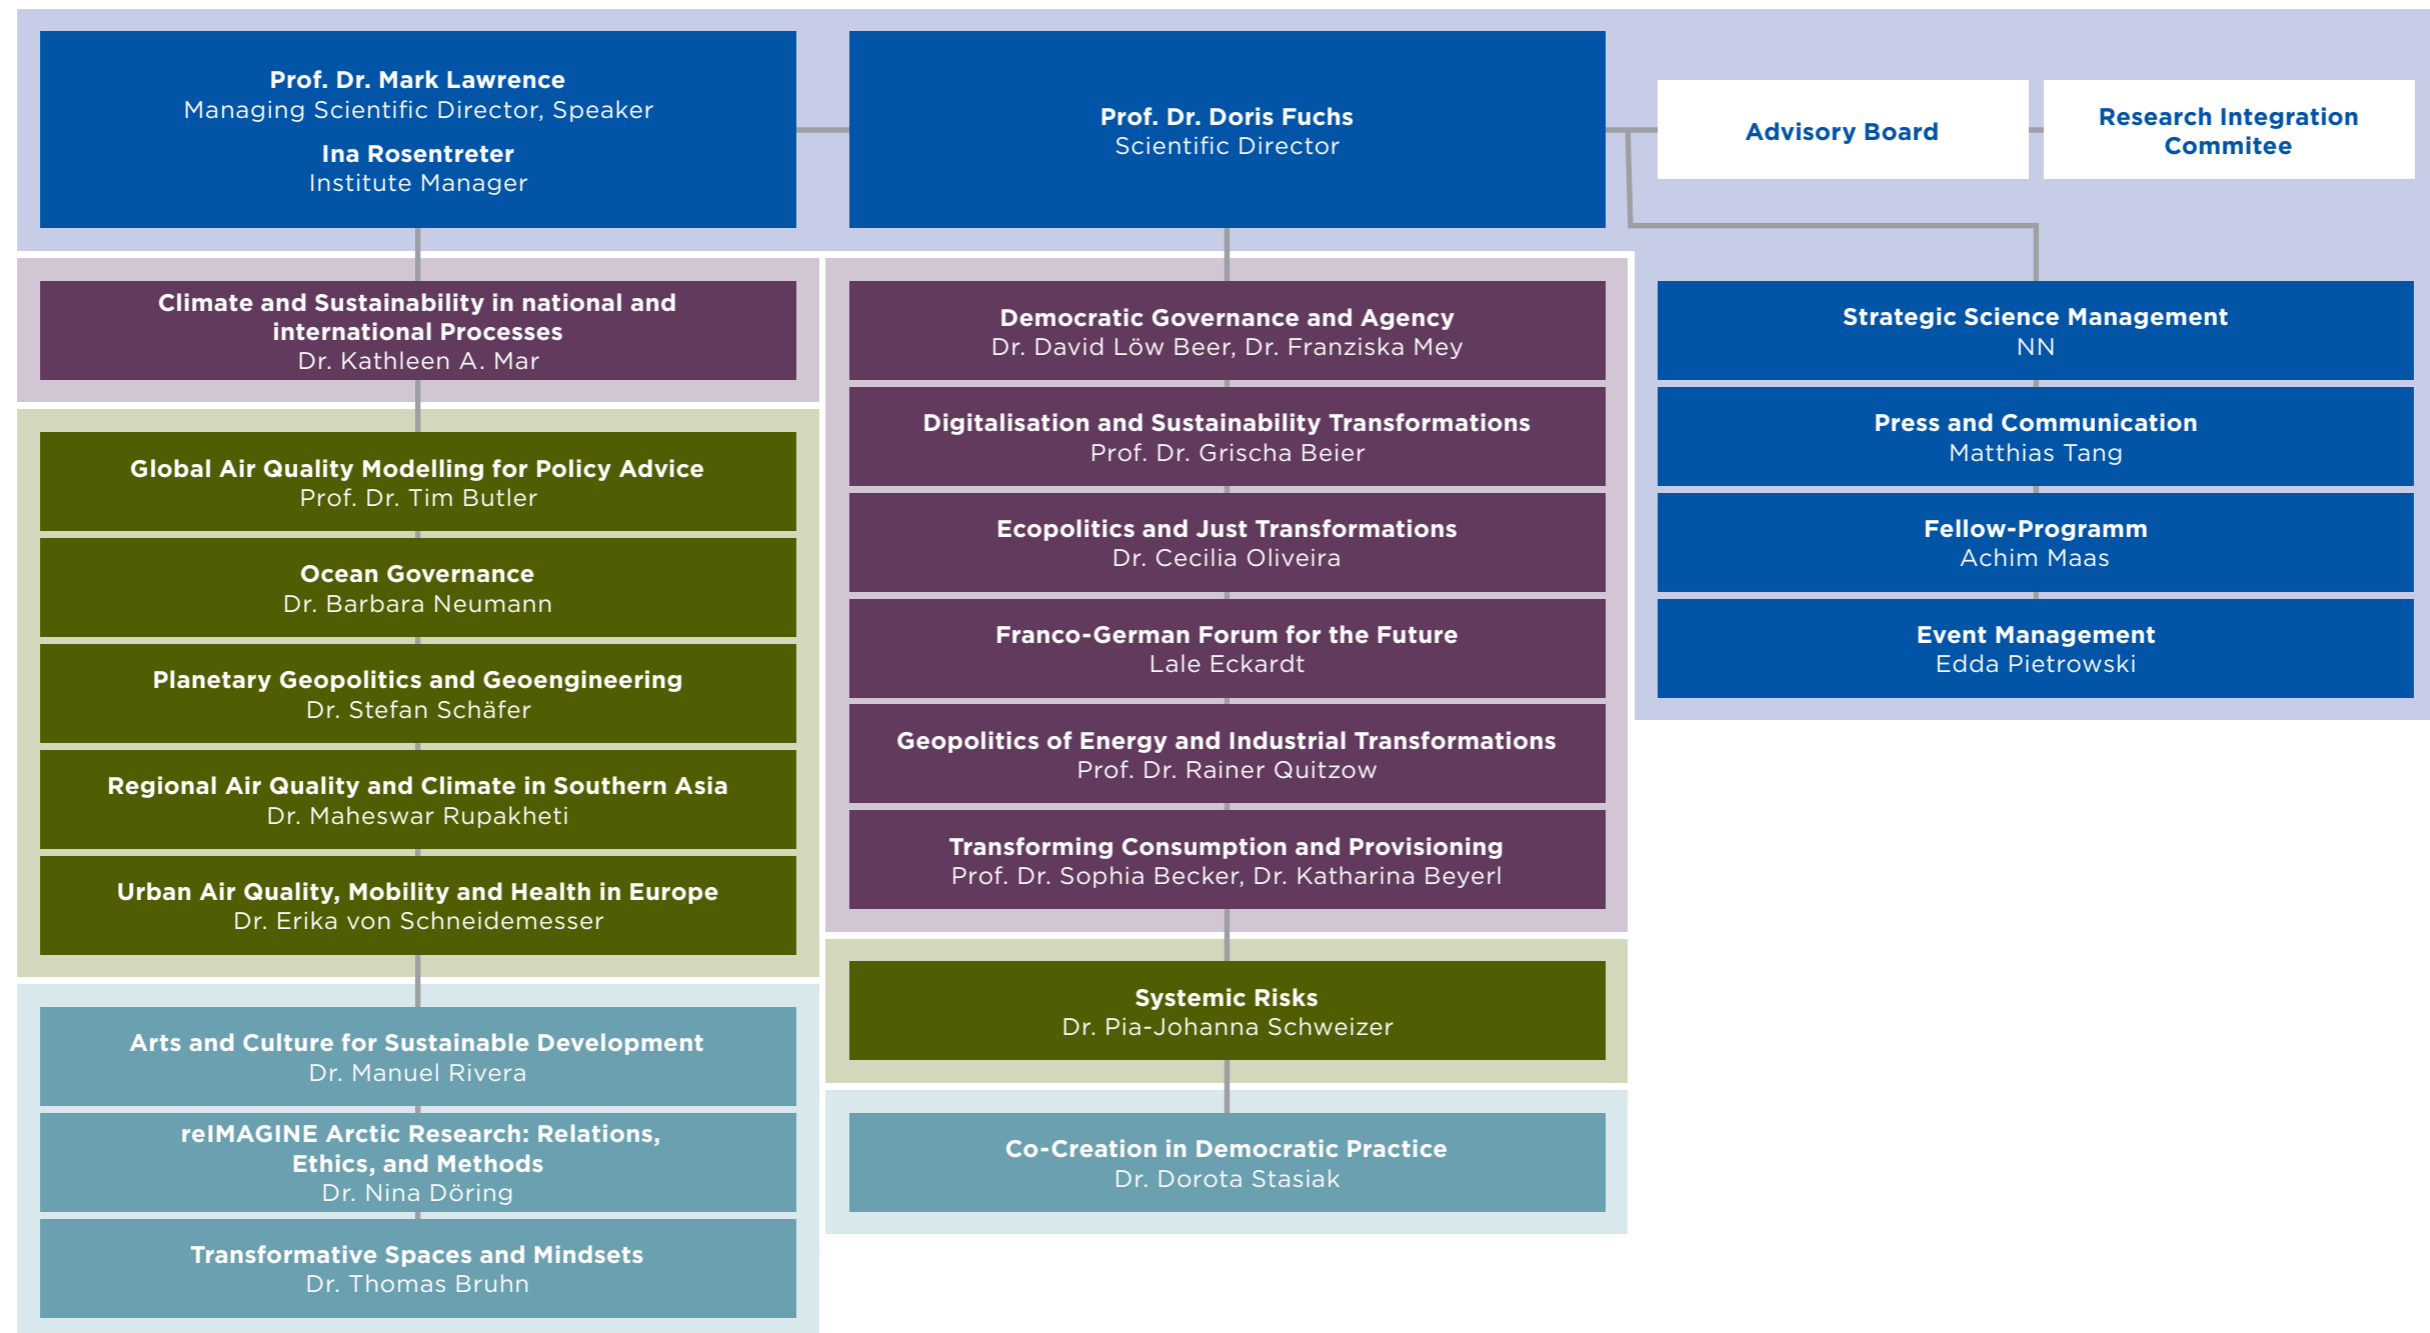 Prof. Dr. Mark Lawrence
Managing Scientific Director, Speaker
Ina Rosentreter
Institute Manager
Prof. Dr. Doris Fuchs
Scientific Director
Advisory Board
Research Integration
Commitee
Climate and Sustainability in national and
international Processes
Dr. Kathleen A. Mar
Global Air Quality Modelling for Policy Advice
Prof. Dr. Tim Butler
Ocean Governance
Dr. Barbara Neumann
Planetary Geopolitics and Geoengineering
Dr. Stefan Schäfer
Regional Air Quality and Climate in Southern Asia
Dr. Maheswar Rupakheti
Urban Air Quality, Mobility and Health in Europe
Dr. Erika von Schneidemesser
Arts and Culture for Sustainable Development
Dr. Manuel Rivera
reIMAGINE Arctic Research: Relations,
Ethics, and Methods
Dr. Nina Döring
Transformative Spaces and Mindsets
Dr. Thomas Bruhn
Democratic Governance and Agency
Dr. David Löw Beer, Dr. Franziska Mey
Digitalisation and Sustainability Transformations
Prof. Dr. Grischa Beier
Ecopolitics and Just Transformations
Dr. Cecilia Oliveira
Franco-German Forum for the Future
Lale Eckardt
Geopolitics of Energy and Industrial Transformations
Prof. Dr. Rainer Quitzow
Transforming Consumption and Provisioning
Prof. Dr. Sophia Becker, Dr. Katharina Beyerl
Systemic Risks
Dr. Pia-Johanna Schweizer
Co-Creation in Democratic Practice
Dr. Dorota Stasiak
Strategic Science Management
NN
Press and Communication
Matthias Tang
Fellow-Programm
Achim Maas
Event Management
Edda Pietrowski